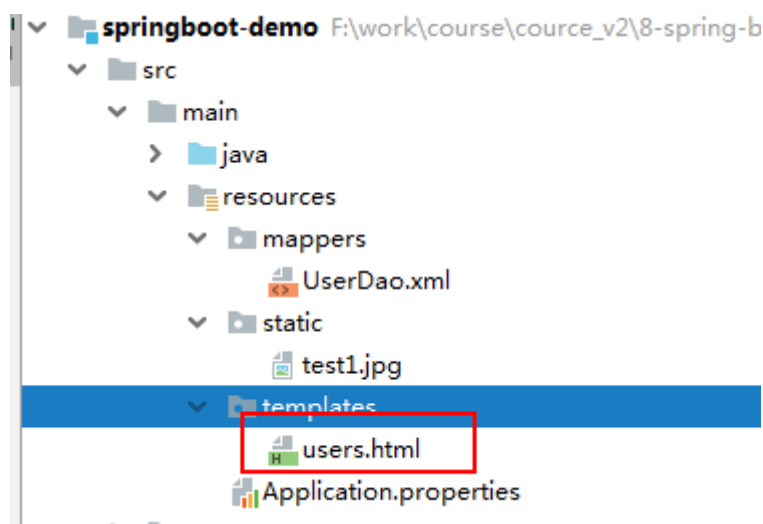 springboot-demo F:\work\course\cource_v2\8-spring-b
src
main
java
resources
mappers
UserDao.xml
static
test1.jpg
templates
users.html
Application.properties